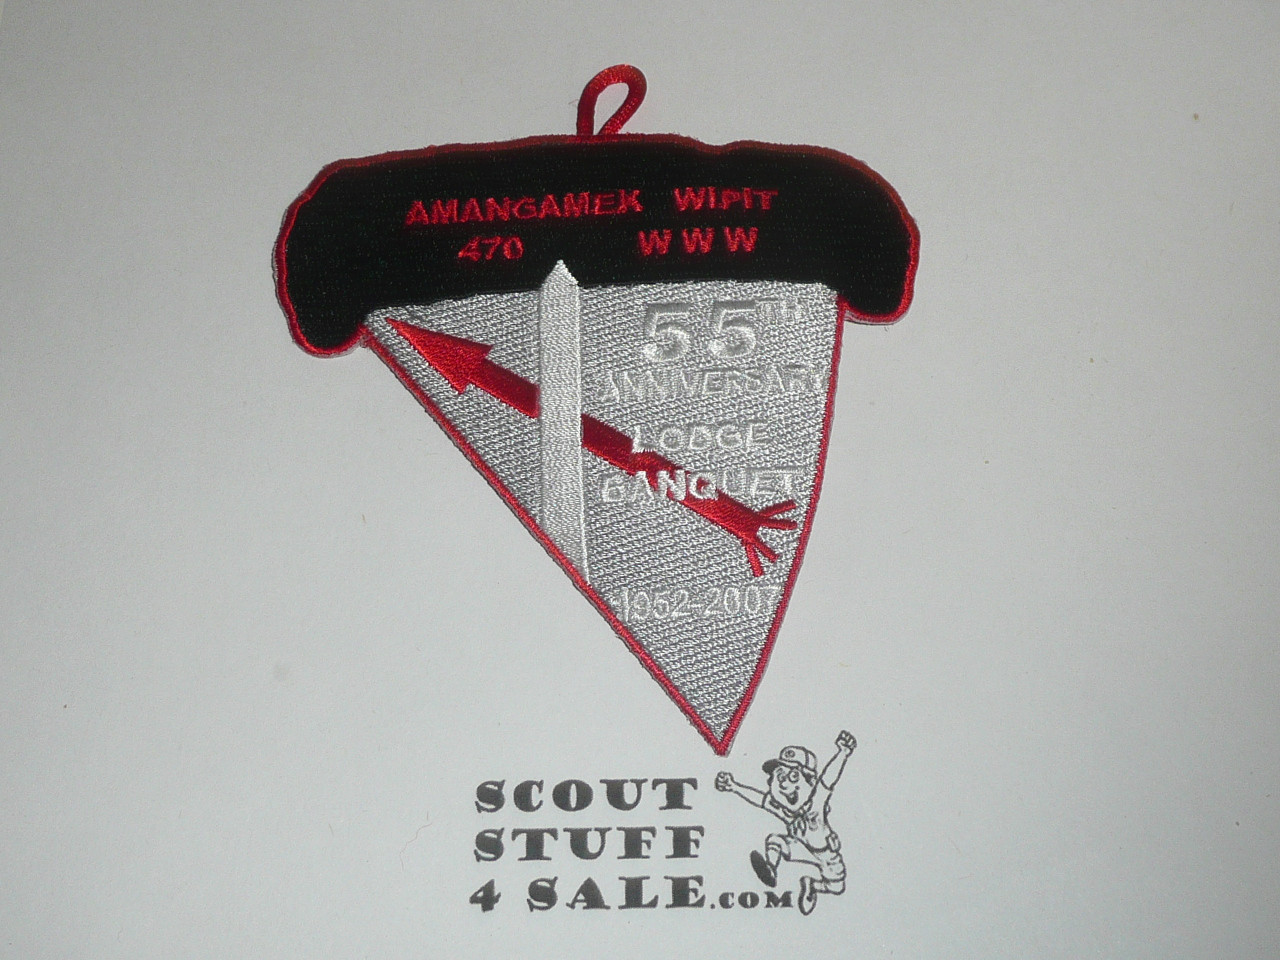 AMANGAMEK WIPIT
470 WWW
55TH
ANNIVERSARY
LODGE
BANQUET
1952-2007
SCOUT
STUFF
4 SALE.COM